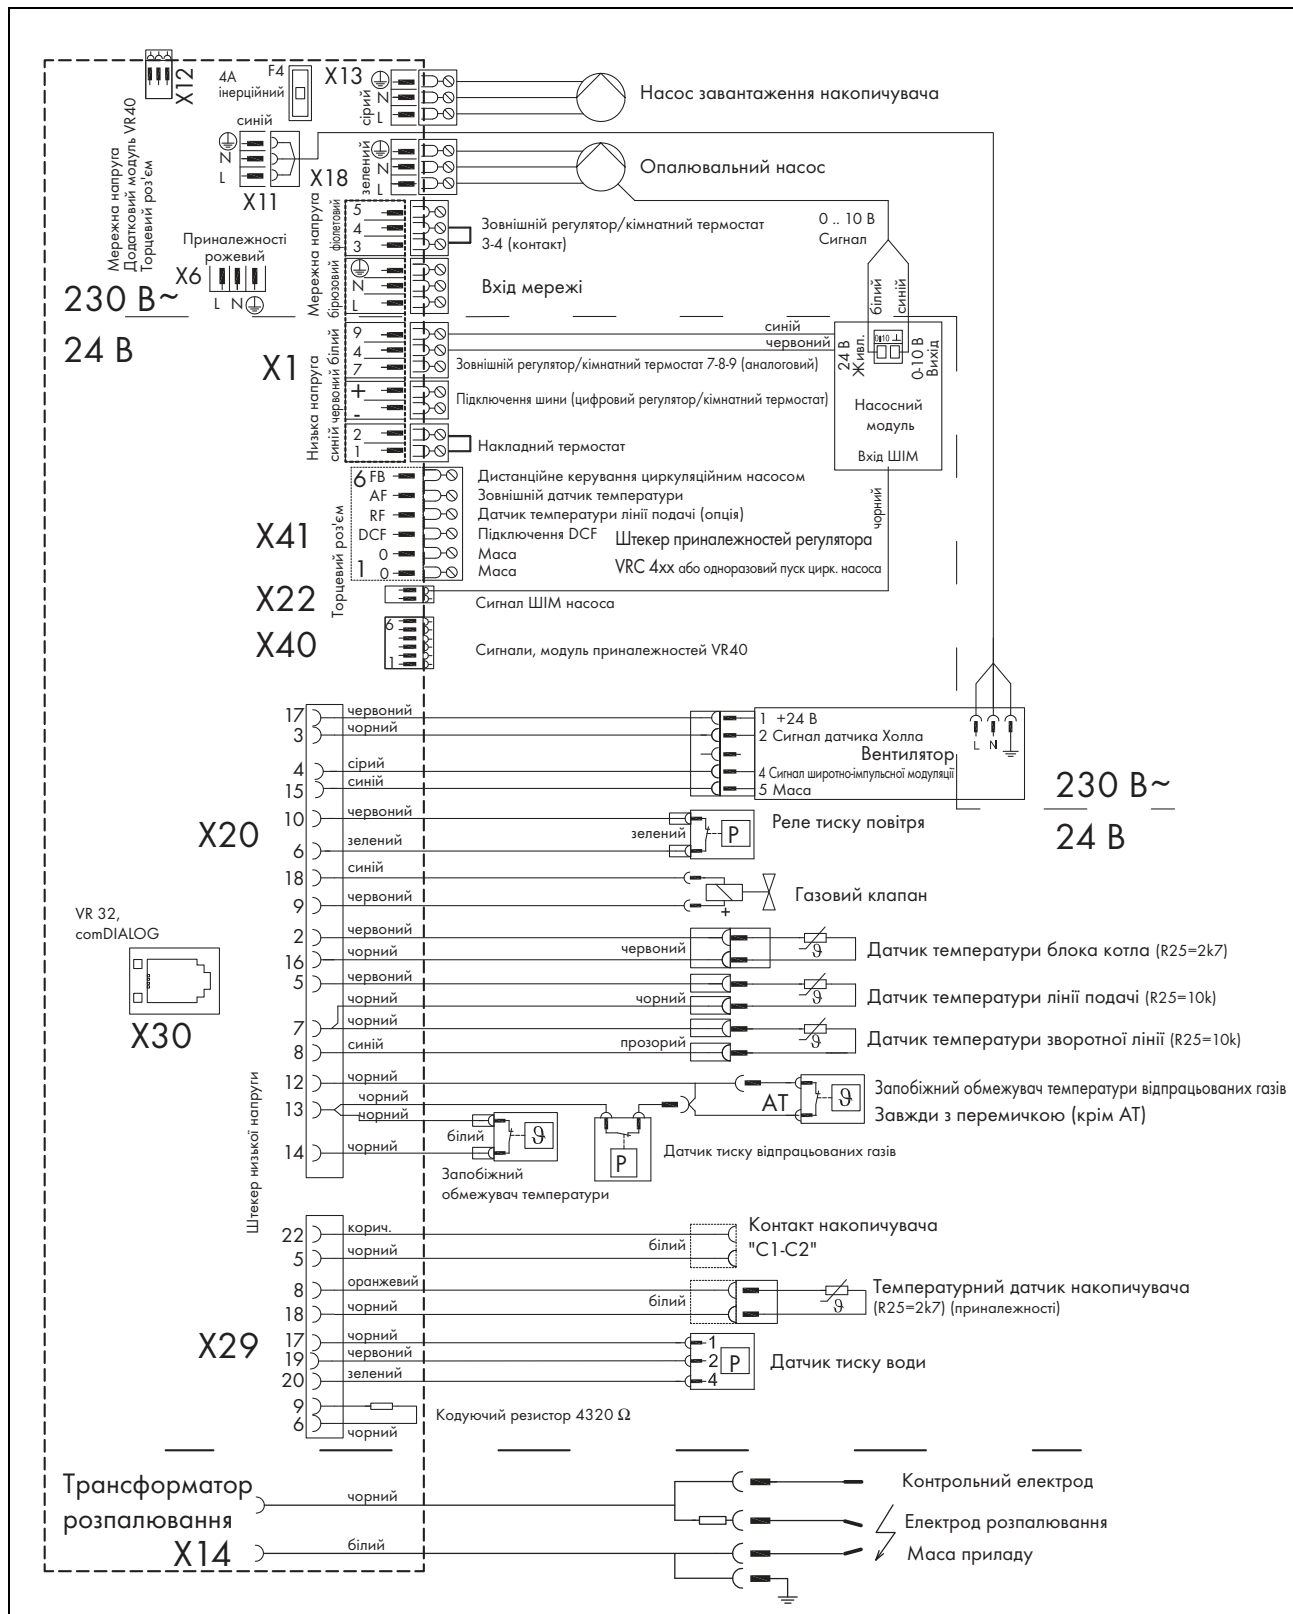 X12
4А
інерційний
F4
X13
сірий
N
L
Насос завантаження накопичувача
Мережна напруга
Додатковий модуль VR40
Торцевий роз'єм
синій
N
L
X11
X18
зелений
N
L
Опалювальний насос
0 .. 10 В
Сигнал
білий
синій
Приналежності
рожевий
X6
L N
Мережна напруга
фіолетовий
5
4
3
Зовнішній регулятор/кімнатний термостат
3-4 (контакт)
бірюзовий
N
L
Вхід мережі
230 В~
24 В
X1
Низька напруга
синій червоний білий
9
4
7
синій
червоний
Зовнішній регулятор/кімнатний термостат 7-8-9 (аналоговий)
+
-
Підключення шини (цифровий регулятор/кімнатний термостат)
2
1
Накладний термостат
24 В
Живл.
0-10 В
Вихід
Насосний
модуль
Вхід ШІМ
чорний
X41
Торцевий роз'єм
6 FB
Дистанційне керування циркуляційним насосом
AF
Зовнішній датчик температури
RF
Датчик температури лінії подачі (опція)
DCF
Підключення DCF
0
Маса
1 0
Маса
Штекер приналежностей регулятора
VRC 4xx або одноразовий пуск цирк. насоса
X22
Сигнал ШІМ насоса
X40
6
1
Сигнали, модуль приналежностей VR40
X20
17 червоний
3 чорний
4 сірий
15 синій
1 +24 В
2 Сигнал датчика Холла
Вентилятор
4 Сигнал широтно-імпульсної модуляції
5 Маса
L N
230 В~
24 В
10 червоний
6 зелений
зелений
P
Реле тиску повітря
18 синій
9 червоний
+
Газовий клапан
VR 32,
comDIALOG
X30
2 червоний
16 чорний
червоний
ϑ
Датчик температури блока котла (R25=2k7)
5 червоний
чорний
чорний
ϑ
Датчик температури лінії подачі (R25=10k)
7 чорний
8 синій
прозорий
ϑ
Датчик температури зворотної лінії (R25=10k)
12 чорний
13 чорний
чорний
14 чорний
білий
ϑ
Запобіжний
обмежувач температури
P
Датчик тиску відпрацьованих газів
AT
ϑ
Запобіжний обмежувач температури відпрацьованих газів
Завжди з перемичкою (крім AT)
Штекер низької напруги
X29
22 корич.
5 чорний
білий
Контакт накопичувача
"C1-C2"
8 оранжевий
18 чорний
білий
ϑ
Температурний датчик накопичувача
(R25=2k7) (приналежності)
17 чорний
19 червоний
20 зелений
1
2
4
P
Датчик тиску води
9
6
чорний
Кодуючий резистор 4320 Ω
Трансформатор
розпалювання
X14
чорний
білий
Контрольний електрод
Електрод розпалювання
Маса приладу